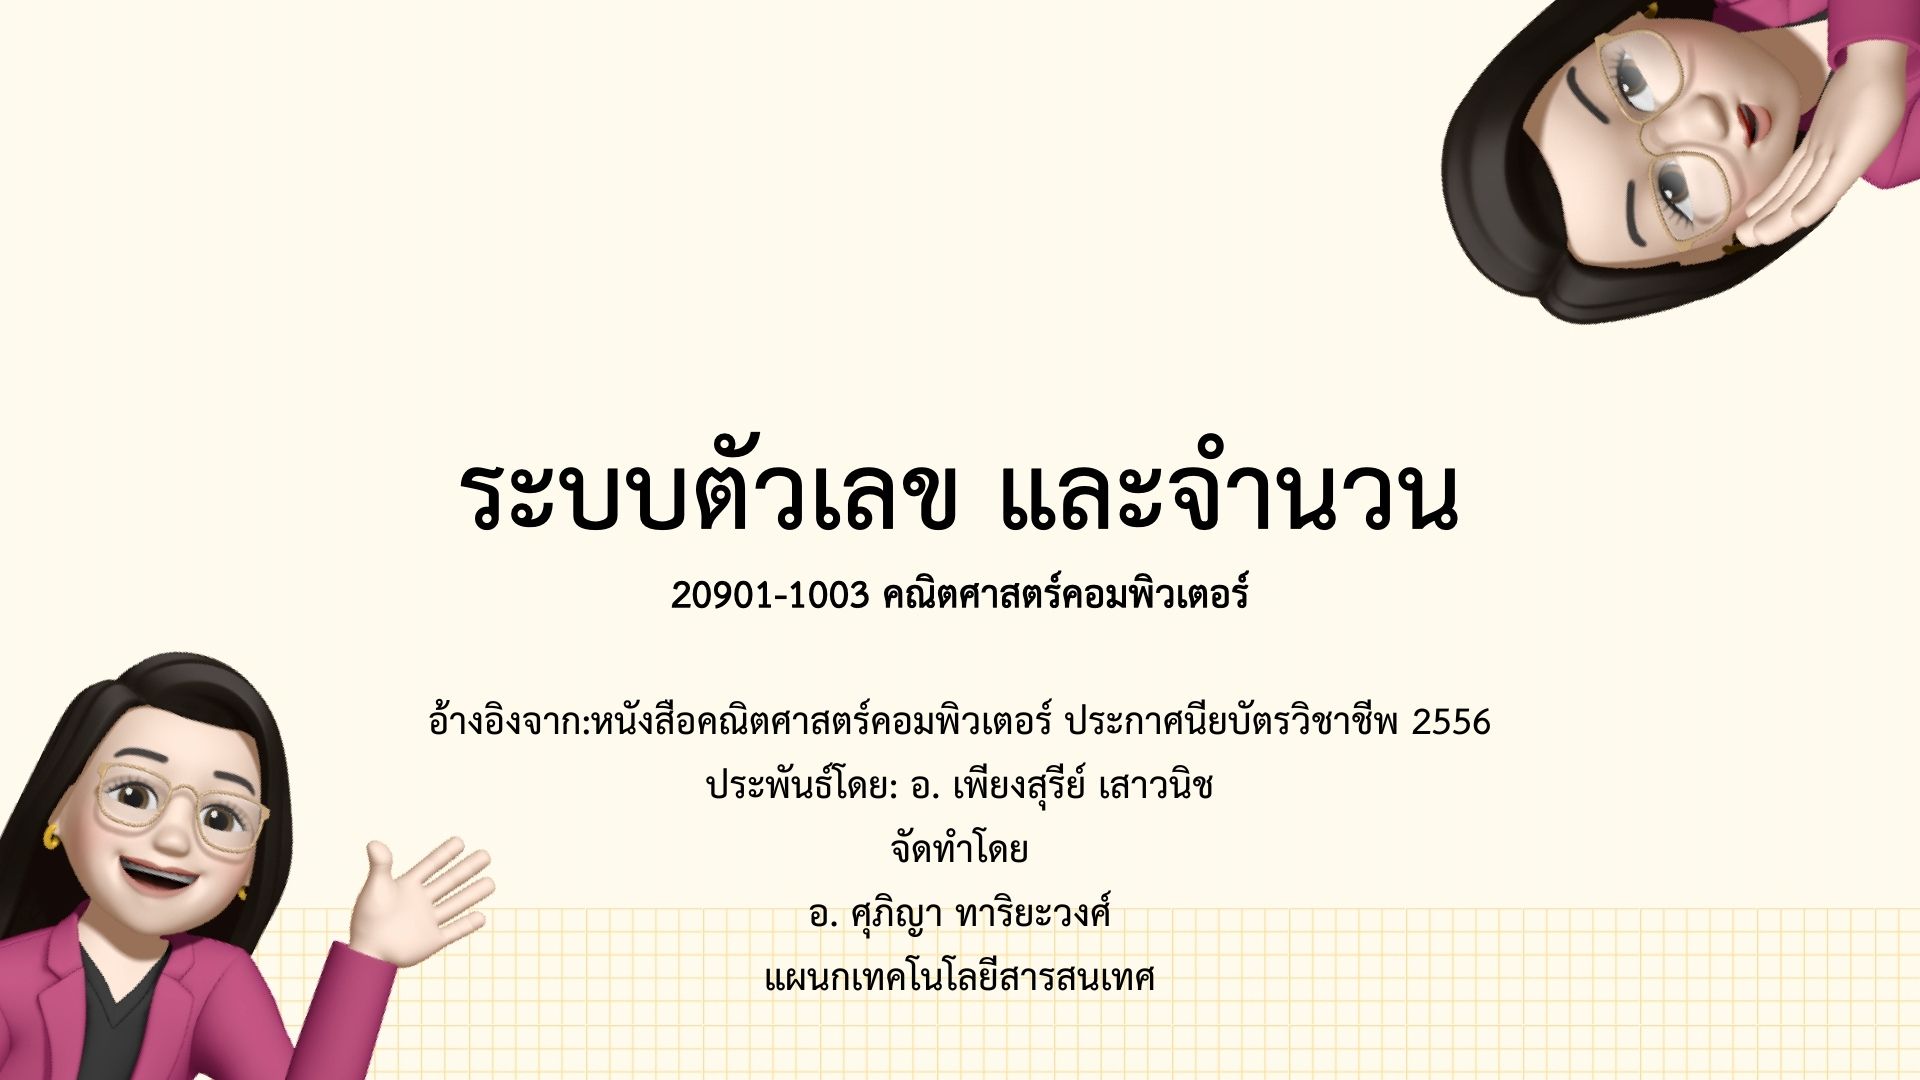 ระบบตัวเลข และจำนวน
20901-1003 คณิตศาสตร์คอมพิวเตอร์
อ้างอิงจาก:หนังสือคณิตศาสตร์คอมพิวเตอร์ ประกาศนียบัตรวิชาชีพ 2556
ประพันธ์โดย: อ. เพียงสุรีย์ เสาวนิช
จัดทำโดย
อ. ศุภิญา ทาริยะวงศ์
แผนกเทคโนโลยีสารสนเทศ